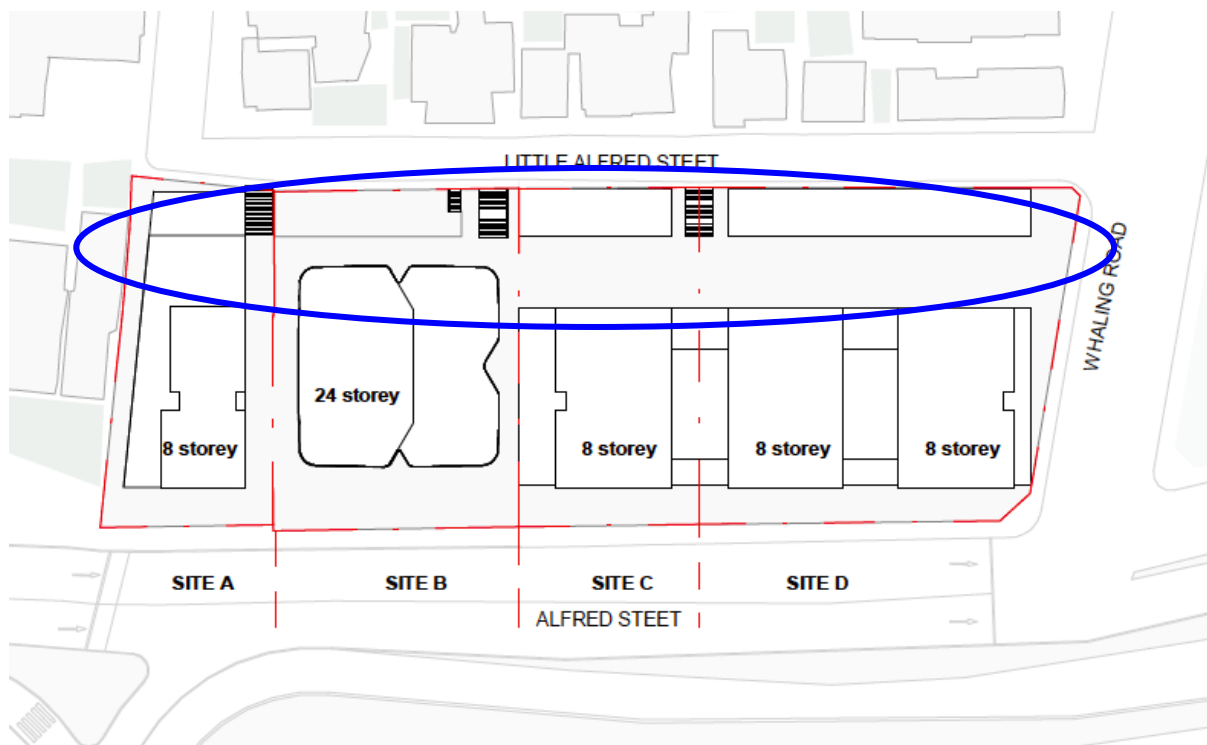 LITTLE ALFRED STEET
WHALING ROAD
24 storey
8 storey
8 storey
8 storey
8 storey
SITE A
SITE B
SITE C
SITE D
ALFRED STEET